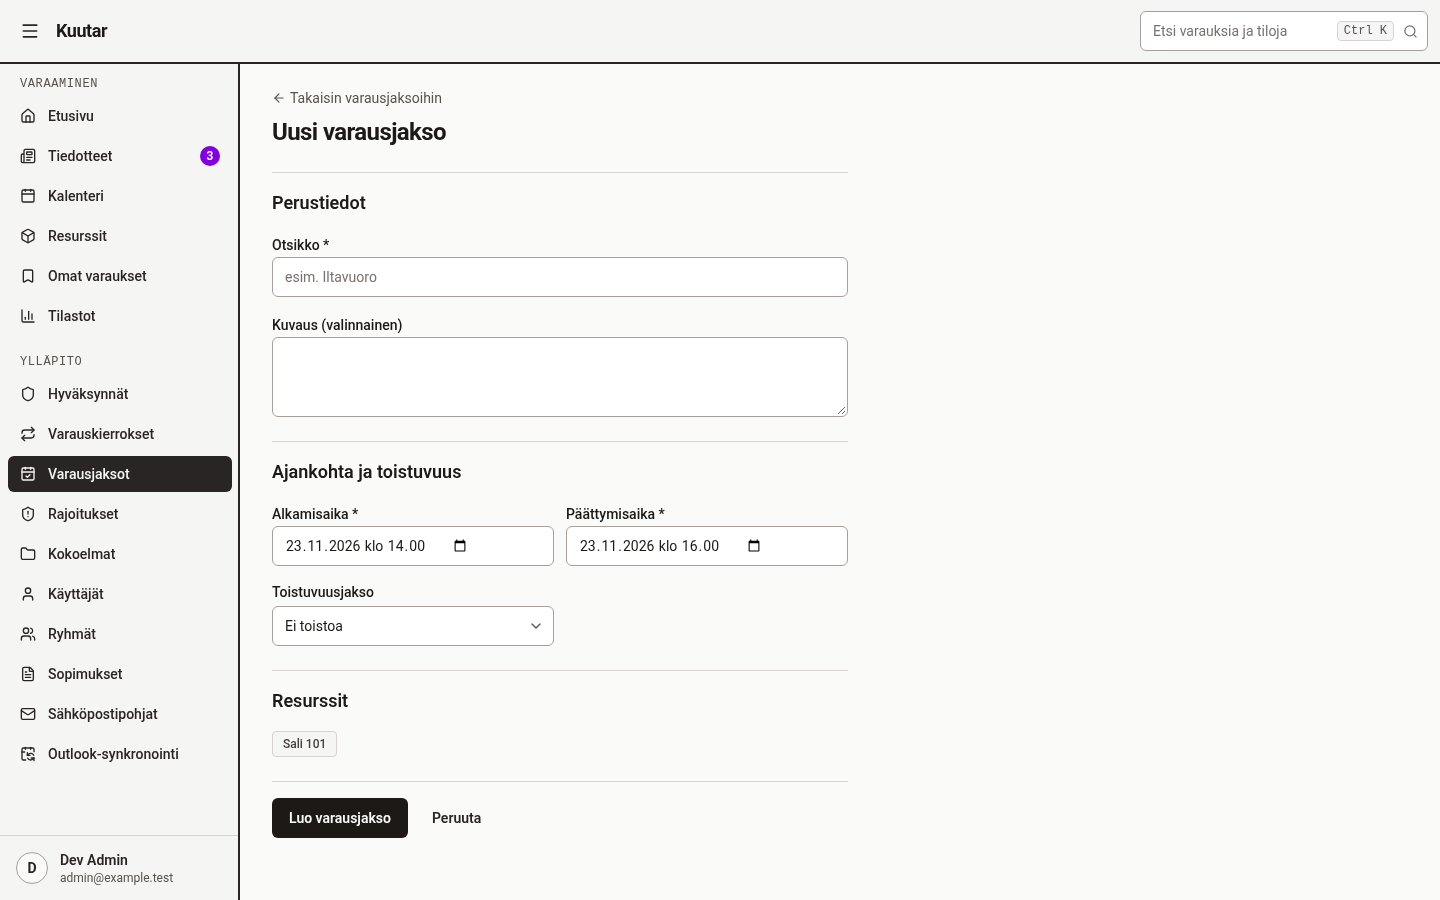 Kuutar
Etsi varauksia ja tiloja
Ctrl K
VARAAMINEN
Etusivu
Tiedotteet
3
Kalenteri
Resurssit
Omat varaukset
Tilastot
YLLÄPITO
Hyväksynnät
Varauskierrokset
Varausjaksot
Rajoitukset
Kokoelmat
Käyttäjät
Ryhmät
Sopimukset
Sähköpostipohjat
Outlook-synkronointi
D
Dev Admin
admin@example.test
Takaisin varausjaksoihin
Uusi varausjakso
Perustiedot
Otsikko *
esim. Iltavuoro
Kuvaus (valinnainen)
Ajankohta ja toistuvuus
Alkamisaika *
23.11.2026 klo 14.00
Päättymisaika *
23.11.2026 klo 16.00
Toistuvuusjakso
Ei toistoa
Resurssit
Sali 101
Luo varausjakso
Peruuta